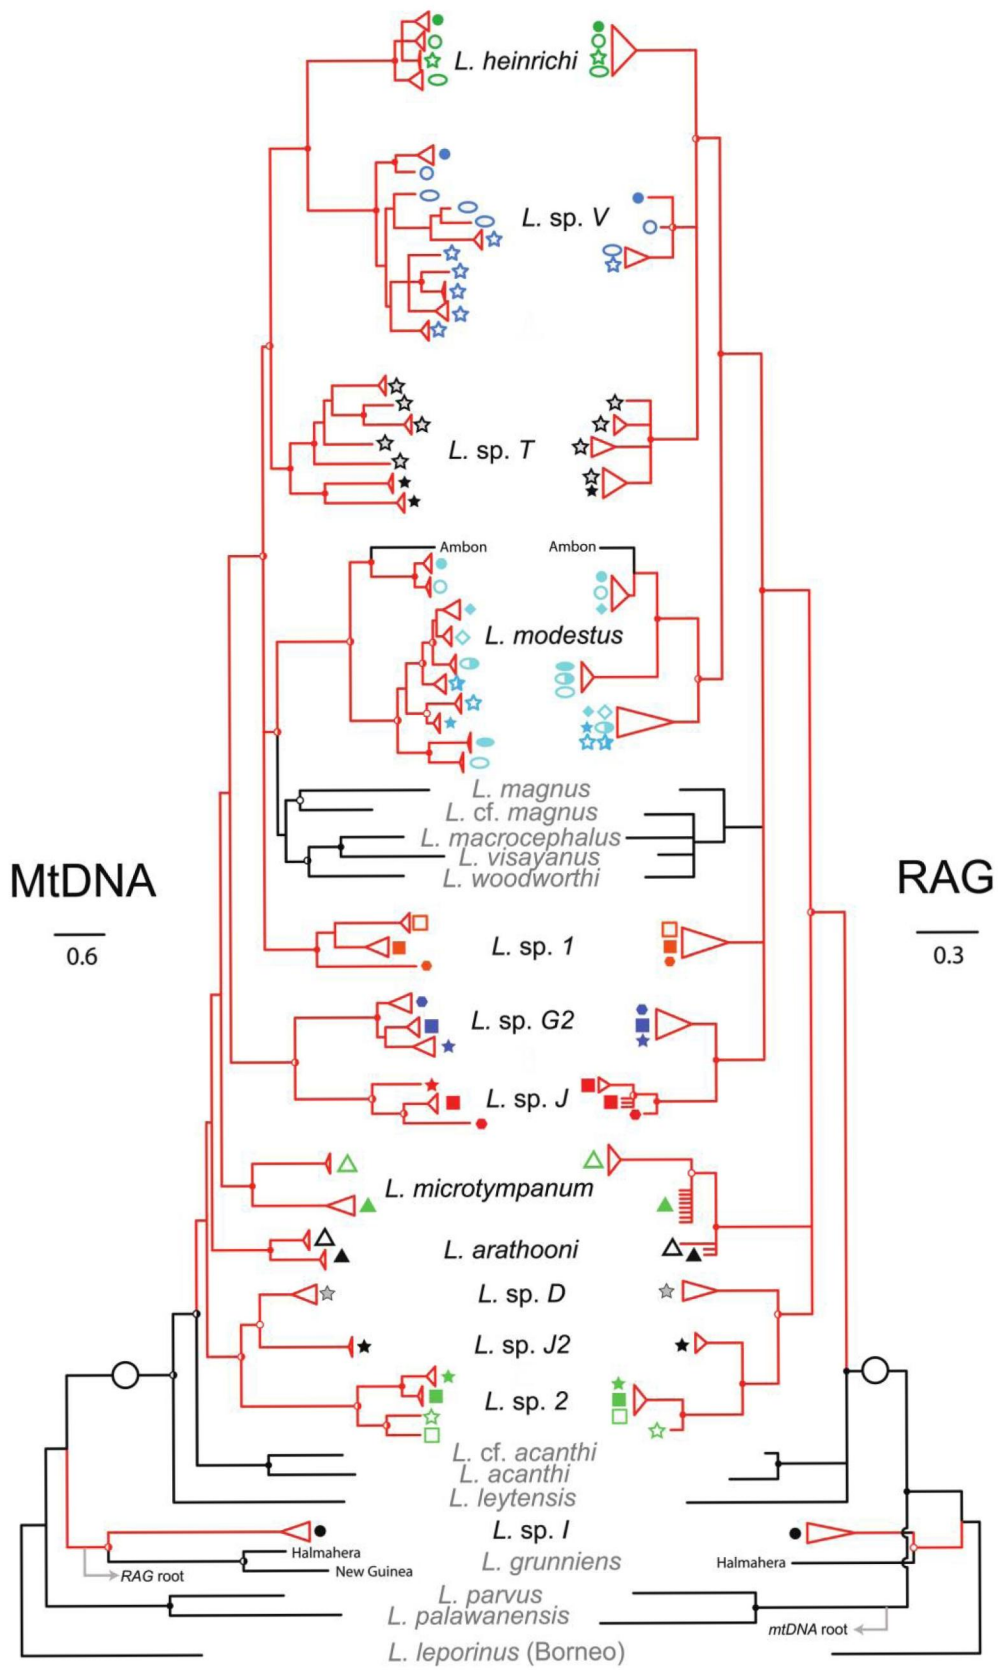 L. heinrichi
L. sp. V
L. sp. T
Ambon
Ambon
L. modestus
L. magnus
L. cf. magnus
L. macrocephalus
L. visayanus
L. woodworthi
MtDNA
0.6
RAG
0.3
L. sp. 1
L. sp. G2
L. sp. J
L. microtympanum
L. arathooni
L. sp. D
L. sp. J2
L. sp. 2
L. cf. acanthi
L. acanthi
L. leytensis
L. sp. I
Halmahera
L. grunniens
Halmahera
New Guinea
RAG root
L. parvus
L. palawanensis
mtDNA root
L. leporinus (Borneo)